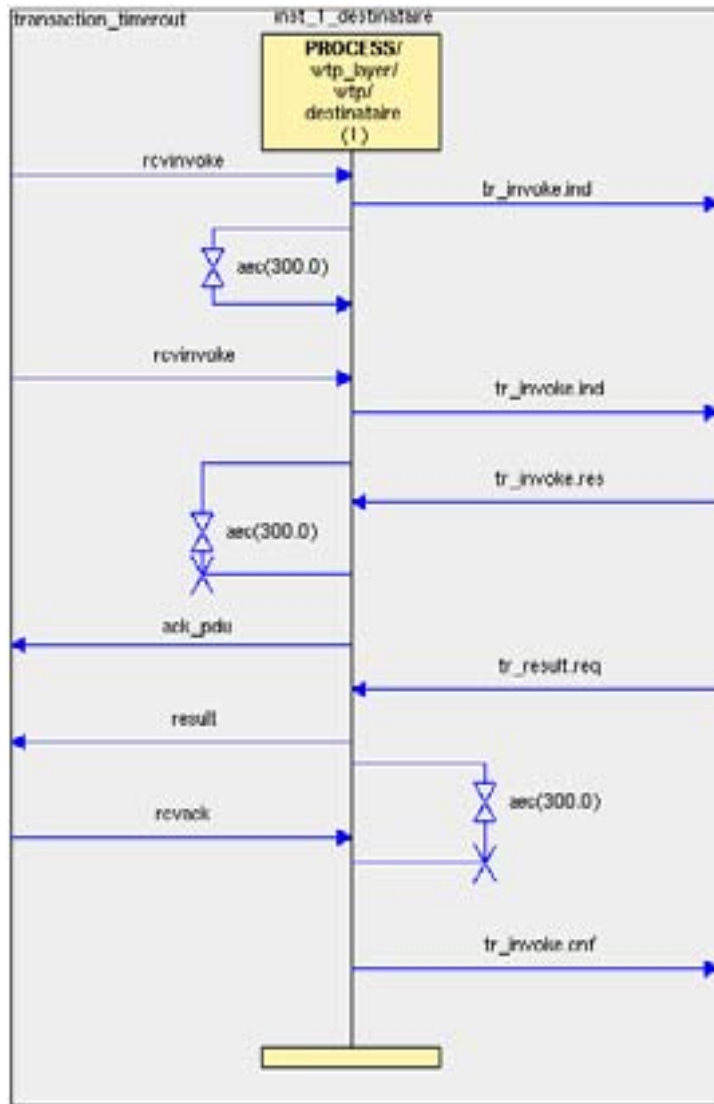 transaction_timerout
inst_1_destinataire
PROCESS/
wtp_layer/
wtp/
destinataire
(1)
rcvinvoke
tr_invoke.ind
aec(300.0)
rcvinvoke
tr_invoke.ind
tr_invoke.res
aec(300.0)
ack_pdu
tr_result.req
result
aec(300.0)
rcvack
tr_invoke.cnf